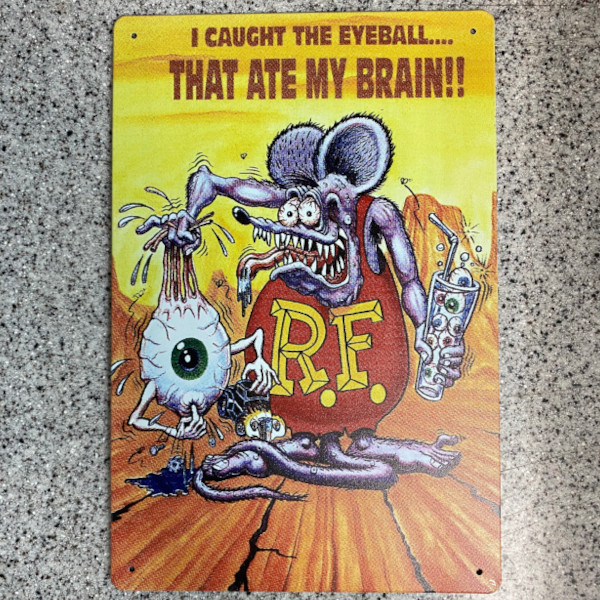 I CAUGHT THE EYEBALL....
THAT ATE MY BRAIN!!
R.F.